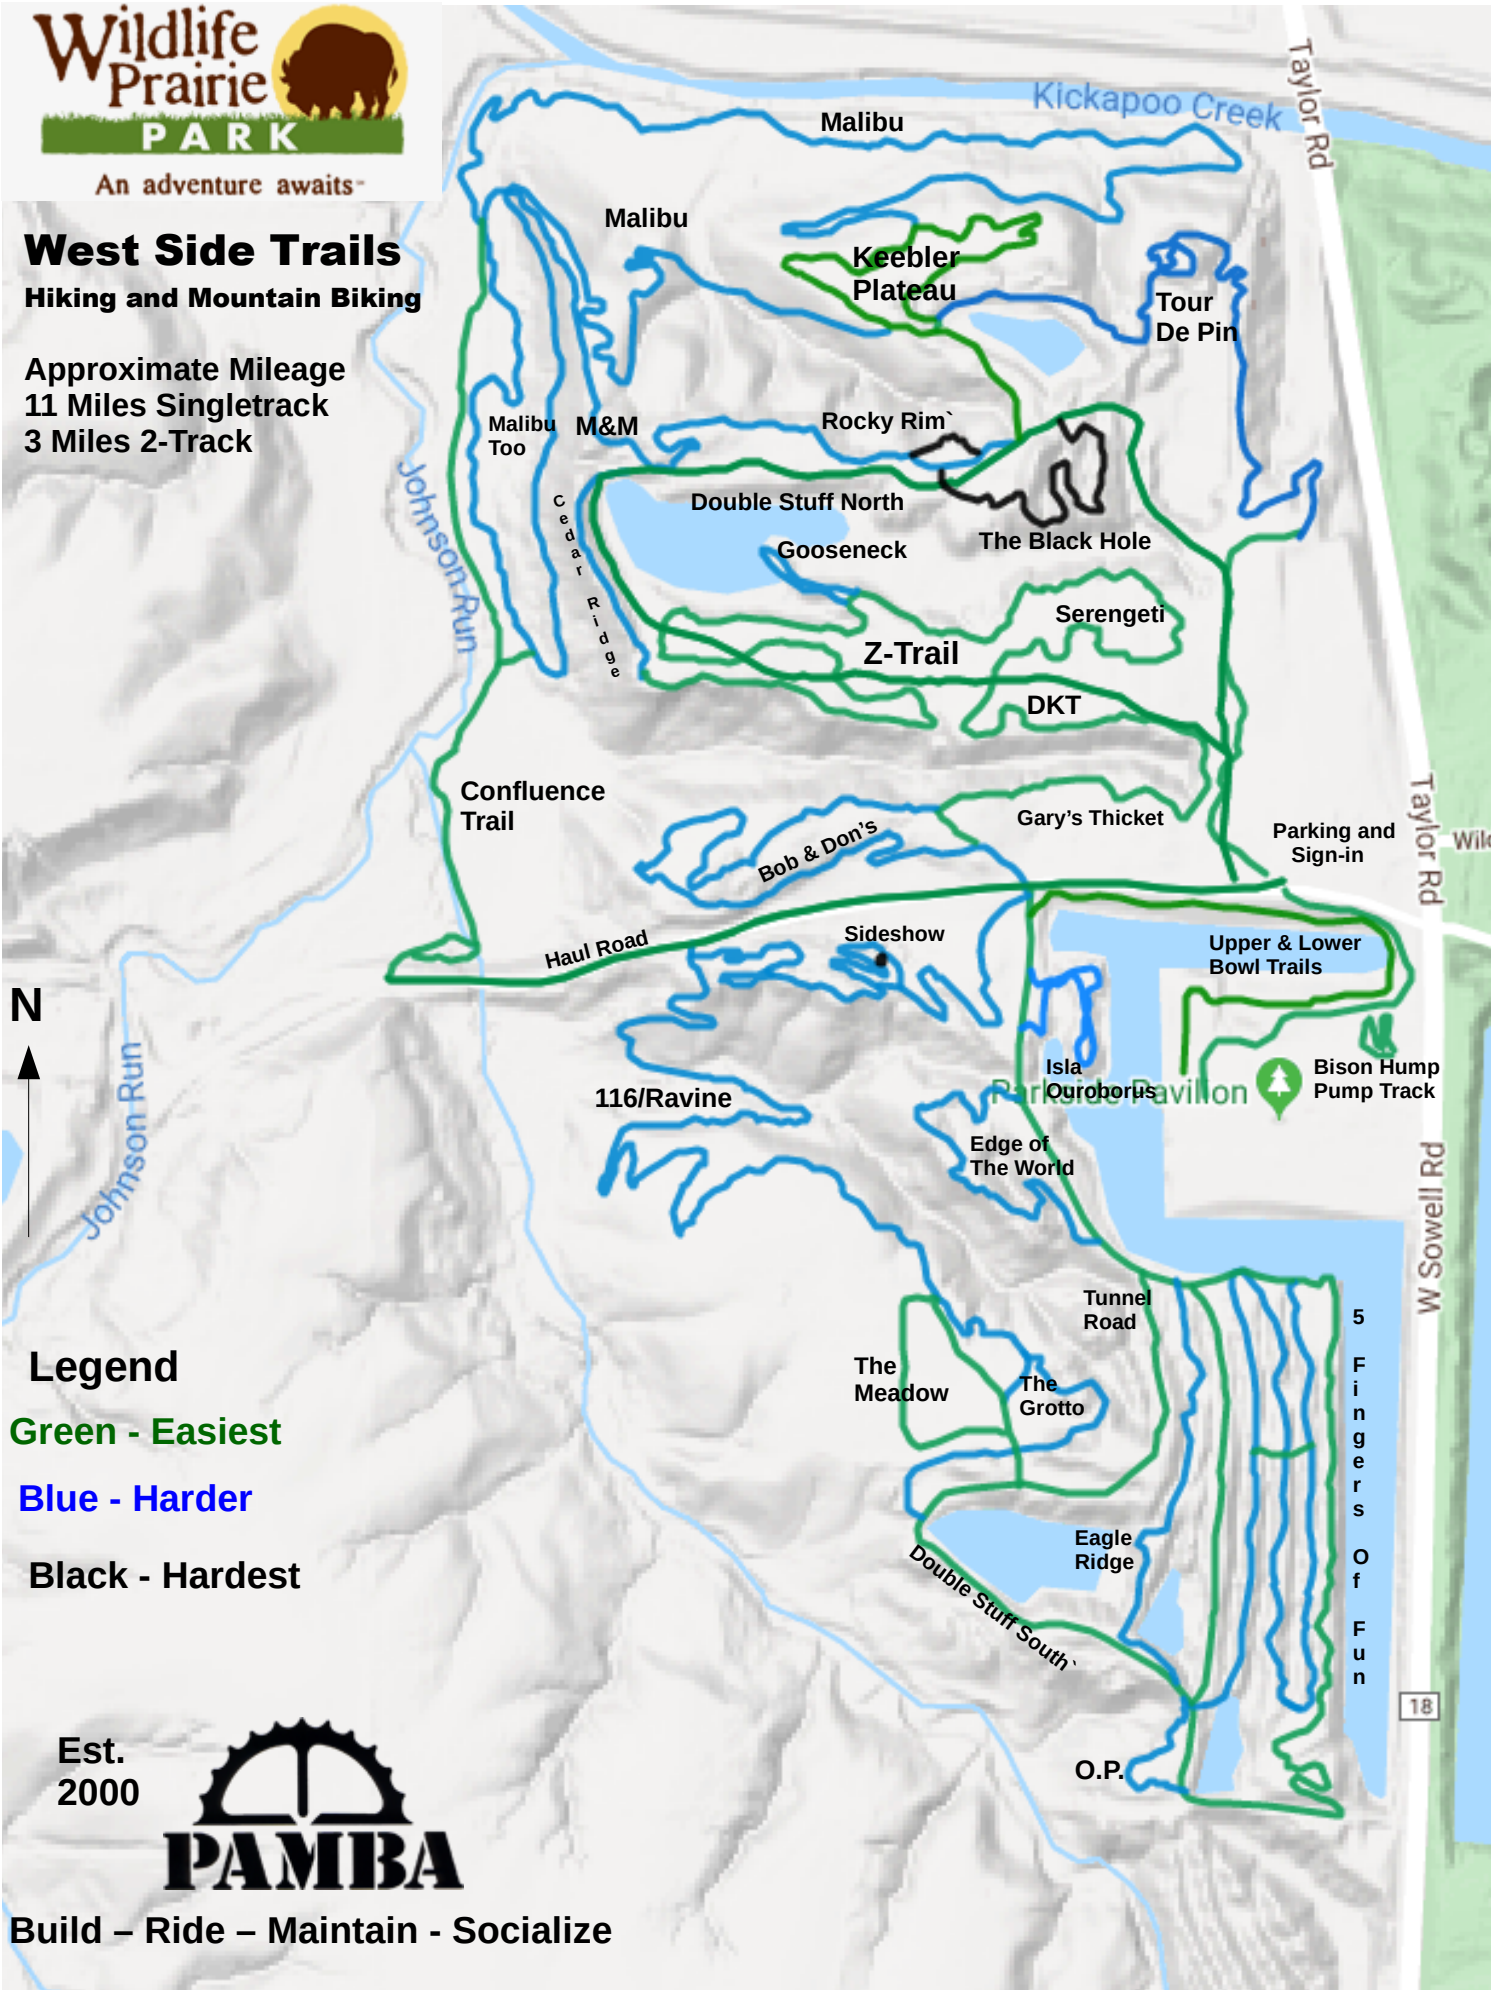 Wildlife
Prairie
PARK
An adventure awaits
West Side Trails
Hiking and Mountain Biking
Approximate Mileage
11 Miles Singletrack
3 Miles 2-Track
Kickapoo Creek
Taylor Rd
Malibu
Malibu
Keebler
Plateau
Tour
De Pin
Malibu
Too
M&M
Rocky Rim`
Johnson Run
Cedar Ridge
Double Stuff North
Gooseneck
The Black Hole
Serengeti
Z-Trail
DKT
Confluence
Trail
Bob & Don's
Gary's Thicket
Parking and
Sign-in
Taylor Rd
Haul Road
Sideshow
Upper & Lower
Bowl Trails
N
Johnson Run
116/Ravine
Isla
Ouroborus
Parkside Pavilion
Bison Hump
Pump Track
Edge of
The World
W Sowell Rd
Tunnel
Road
The
Meadow
The
Grotto
5 Fingers Of Fun
Legend
Green - Easiest
Blue - Harder
Black - Hardest
Eagle
Ridge
Double Stuff South`
18
O.P.
Est.
2000
PAMBA
Build – Ride – Maintain - Socialize